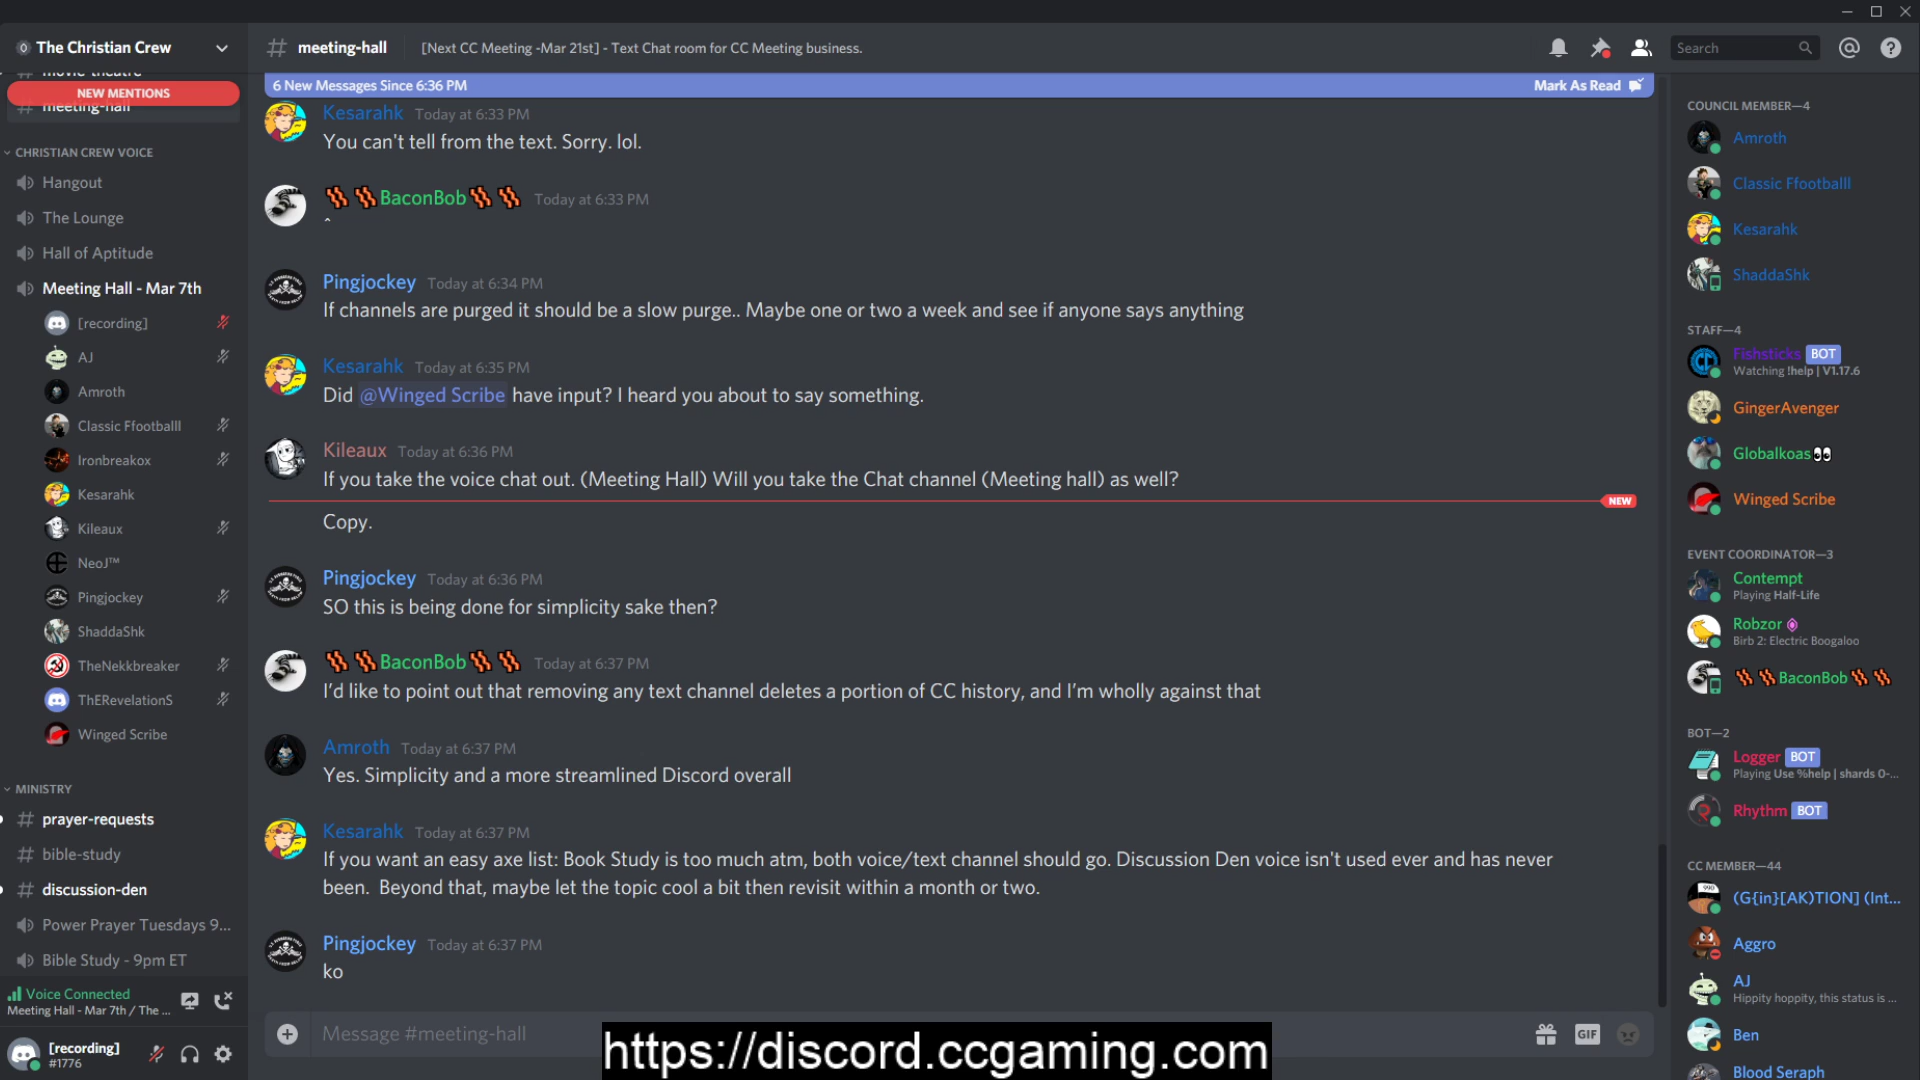 The Christian Crew
movie-theatre
NEW MENTIONS
meeting-hall
CHRISTIAN CREW VOICE
Hangout
The Lounge
Hall of Aptitude
Meeting Hall - Mar 7th
[recording]
AJ
Amroth
Classic Ffootballl
Ironbreakox
Kesarahk
Kileaux
NeoJ™
Pingjockey
ShaddaShk
TheNekkbreaker
ThERevelationS
Winged Scribe
MINISTRY
prayer-requests
bible-study
discussion-den
Power Prayer Tuesdays 9...
Bible Study - 9pm ET
Voice Connected
Meeting Hall - Mar 7th / The ...
[recording]
#1776
meeting-hall
[Next CC Meeting -Mar 21st] - Text Chat room for CC Meeting business.
Search
6 New Messages Since 6:36 PM
Mark As Read
Kesarahk Today at 6:33 PM
You can't tell from the text. Sorry. lol.
BaconBob Today at 6:33 PM
^
Pingjockey Today at 6:34 PM
If channels are purged it should be a slow purge.. Maybe one or two a week and see if anyone says anything
Kesarahk Today at 6:35 PM
Did @Winged Scribe have input? I heard you about to say something.
Kileaux Today at 6:36 PM
If you take the voice chat out. (Meeting Hall) Will you take the Chat channel (Meeting hall) as well?
NEW
Copy.
Pingjockey Today at 6:36 PM
SO this is being done for simplicity sake then?
BaconBob Today at 6:37 PM
I'd like to point out that removing any text channel deletes a portion of CC history, and I'm wholly against that
Amroth Today at 6:37 PM
Yes. Simplicity and a more streamlined Discord overall
Kesarahk Today at 6:37 PM
If you want an easy axe list: Book Study is too much atm, both voice/text channel should go. Discussion Den voice isn't used ever and has never
been. Beyond that, maybe let the topic cool a bit then revisit within a month or two.
Pingjockey Today at 6:37 PM
ko
Message #meeting-hall
GIF
https://discord.ccgaming.com
COUNCIL MEMBER—4
Amroth
Classic Ffootballl
Kesarahk
ShaddaShk
STAFF—4
Fishsticks BOT
Watching !help | V1.17.6
GingerAvenger
Globalkoas
Winged Scribe
EVENT COORDINATOR—3
Contempt
Playing Half-Life
Robzor
Birb 2: Electric Boogaloo
BaconBob
BOT—2
Logger BOT
Playing Use %help | shards 0-...
Rhythm BOT
CC MEMBER—44
(G{in}[AK)TION] (Int...
Aggro
AJ
Hippity hoppity, this status is ...
Ben
Blood Seraph